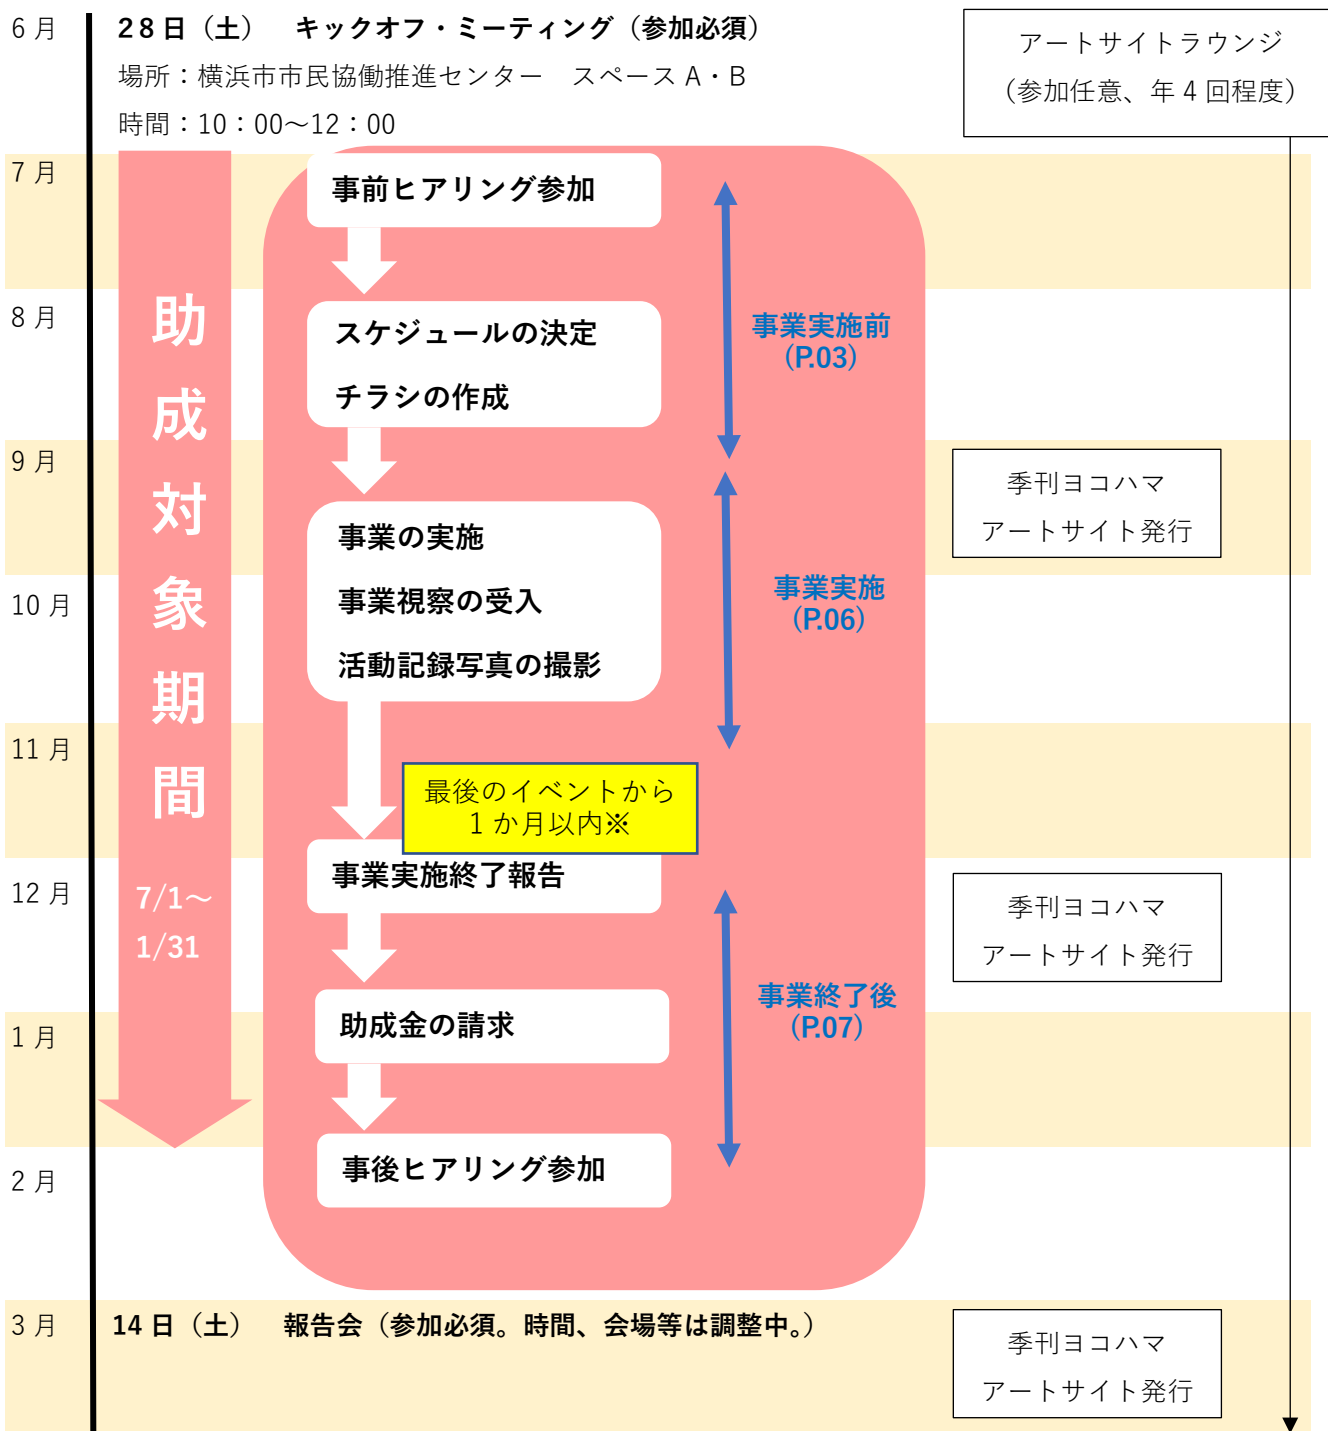 6月
28日（土）　キックオフ・ミーティング（参加必須）
場所：横浜市市民協働推進センター　スペースA・B
時間：10：00～12：00
アートサイトラウンジ
（参加任意、年4回程度）
7月
事前ヒアリング参加
8月
スケジュールの決定
チラシの作成
事業実施前
（P.03）
助成対象期間
7/1～
1/31
9月
季刊ヨコハマ
アートサイト発行
事業の実施
事業視察の受入
活動記録写真の撮影
10月
事業実施
（P.06）
11月
最後のイベントから
1か月以内※
事業実施終了報告
12月
季刊ヨコハマ
アートサイト発行
事業終了後
（P.07）
助成金の請求
1月
事後ヒアリング参加
2月
3月
14日（土）　報告会（参加必須。時間、会場等は調整中。）
季刊ヨコハマ
アートサイト発行